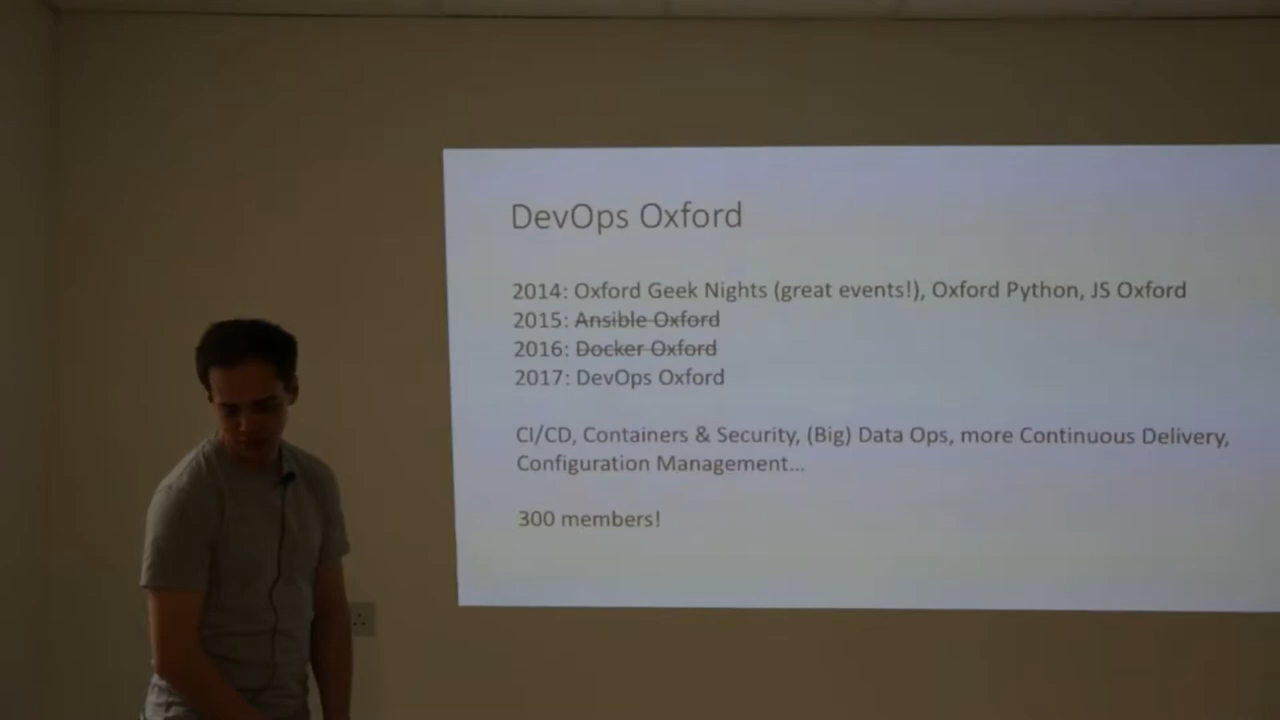 DevOps Oxford
2014: Oxford Geek Nights (great events!), Oxford Python, JS Oxford
2015: Ansible Oxford
2016: Docker Oxford
2017: DevOps Oxford
CI/CD, Containers & Security, (Big) Data Ops, more Continuous Delivery,
Configuration Management...
300 members!